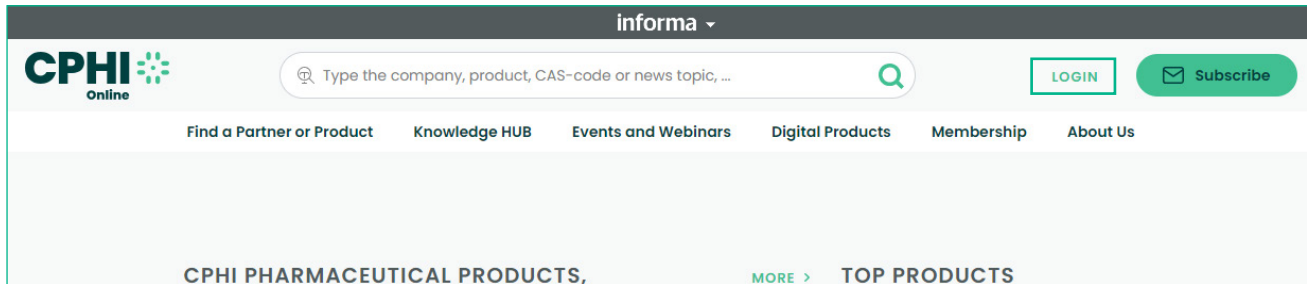 informa
CPHI
Online
Type the company, product, CAS-code or news topic, ...
LOGIN
Subscribe
Find a Partner or Product Knowledge HUB Events and Webinars Digital Products Membership About Us
CPHI PHARMACEUTICAL PRODUCTS,
MORE >
TOP PRODUCTS